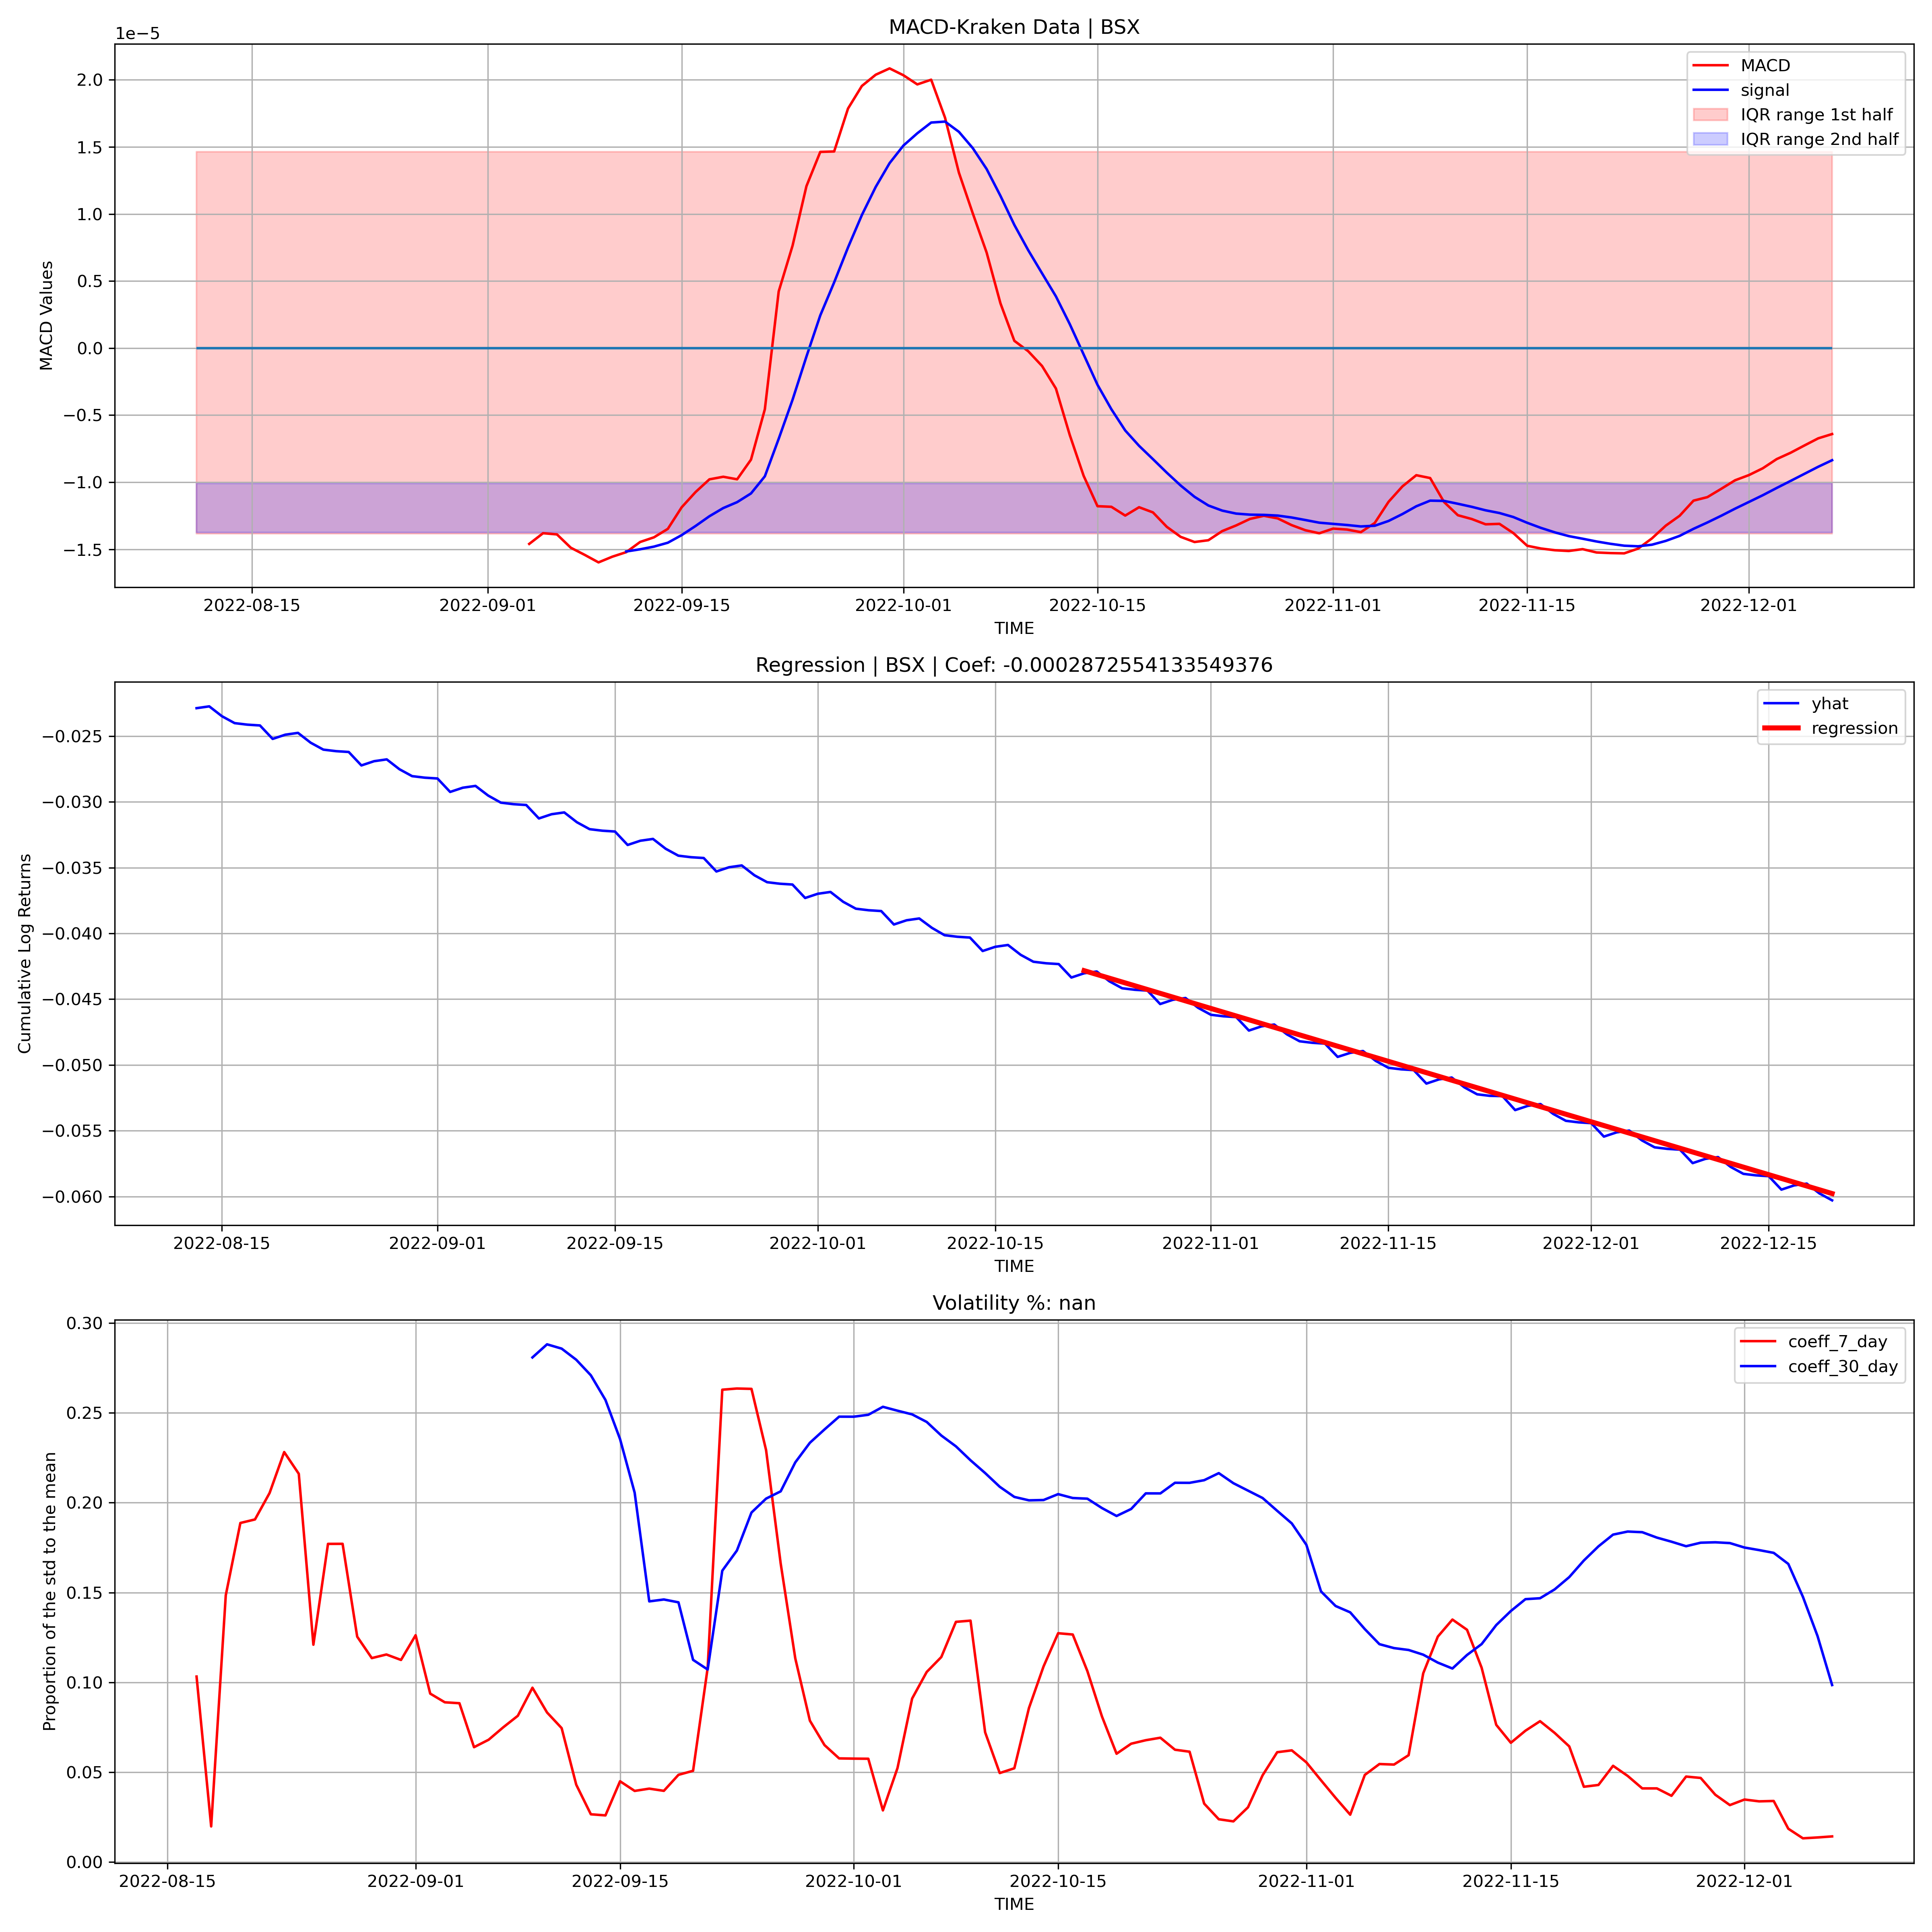 MACD-Kraken Data | BSX
1e−5
MACD
signal
IQR range 1st half
IQR range 2nd half
2.0
1.5
1.0
0.5
0.0
−0.5
−1.0
−1.5
MACD Values
2022-08-15 2022-09-01 2022-09-15 2022-10-01 2022-10-15 2022-11-01 2022-11-15 2022-12-01
TIME
Regression | BSX | Coef: -0.0002872554133549376
yhat
regression
−0.025
−0.030
−0.035
−0.040
−0.045
−0.050
−0.055
−0.060
Cumulative Log Returns
2022-08-15 2022-09-01 2022-09-15 2022-10-01 2022-10-15 2022-11-01 2022-11-15 2022-12-01 2022-12-15
TIME
Volatility %: nan
coeff_7_day
coeff_30_day
0.30
0.25
0.20
0.15
0.10
0.05
0.00
Proportion of the std to the mean
2022-08-15 2022-09-01 2022-09-15 2022-10-01 2022-10-15 2022-11-01 2022-11-15 2022-12-01
TIME